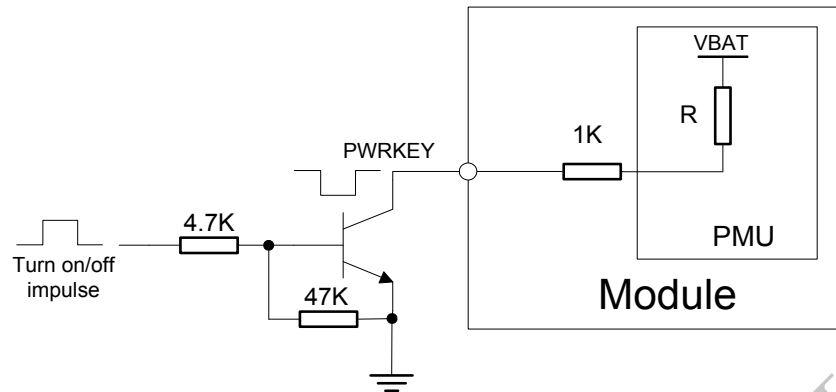 VBAT
R
1K
PWRKEY
4.7K
PMU
Turn on/off
impulse
47K
Module